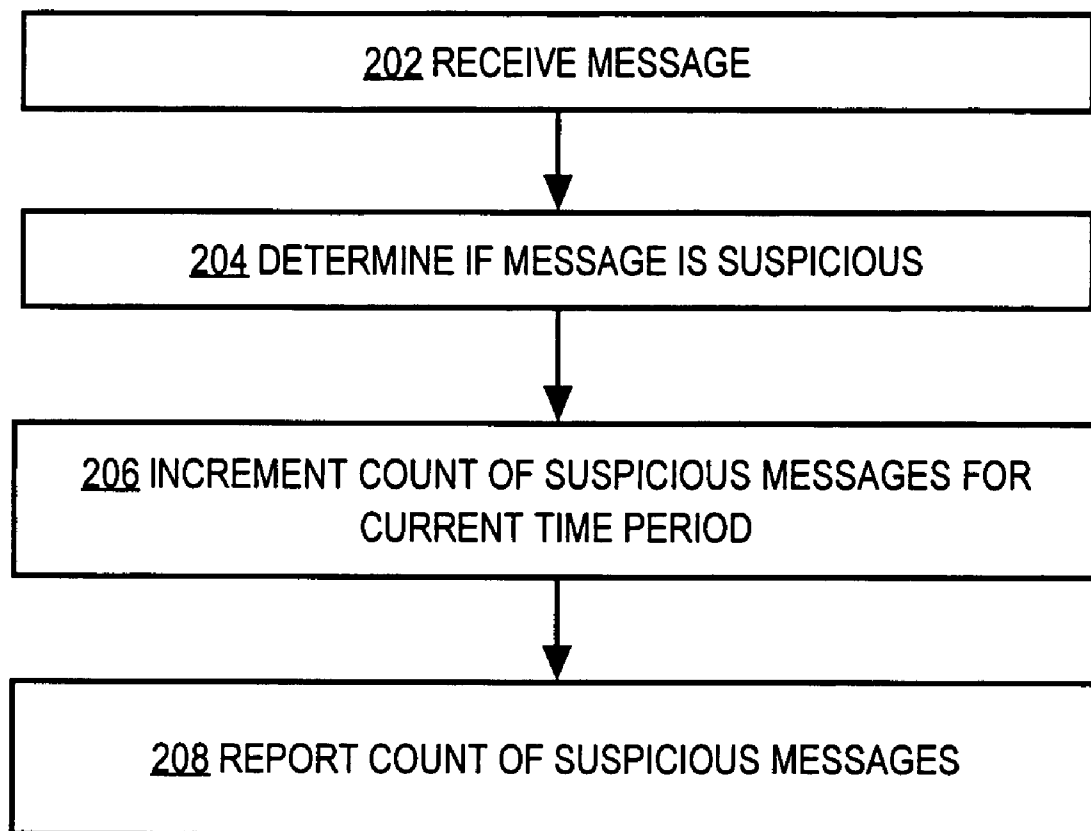 202 RECEIVE MESSAGE
204 DETERMINE IF MESSAGE IS SUSPICIOUS
206 INCREMENT COUNT OF SUSPICIOUS MESSAGES FOR
CURRENT TIME PERIOD
208 REPORT COUNT OF SUSPICIOUS MESSAGES